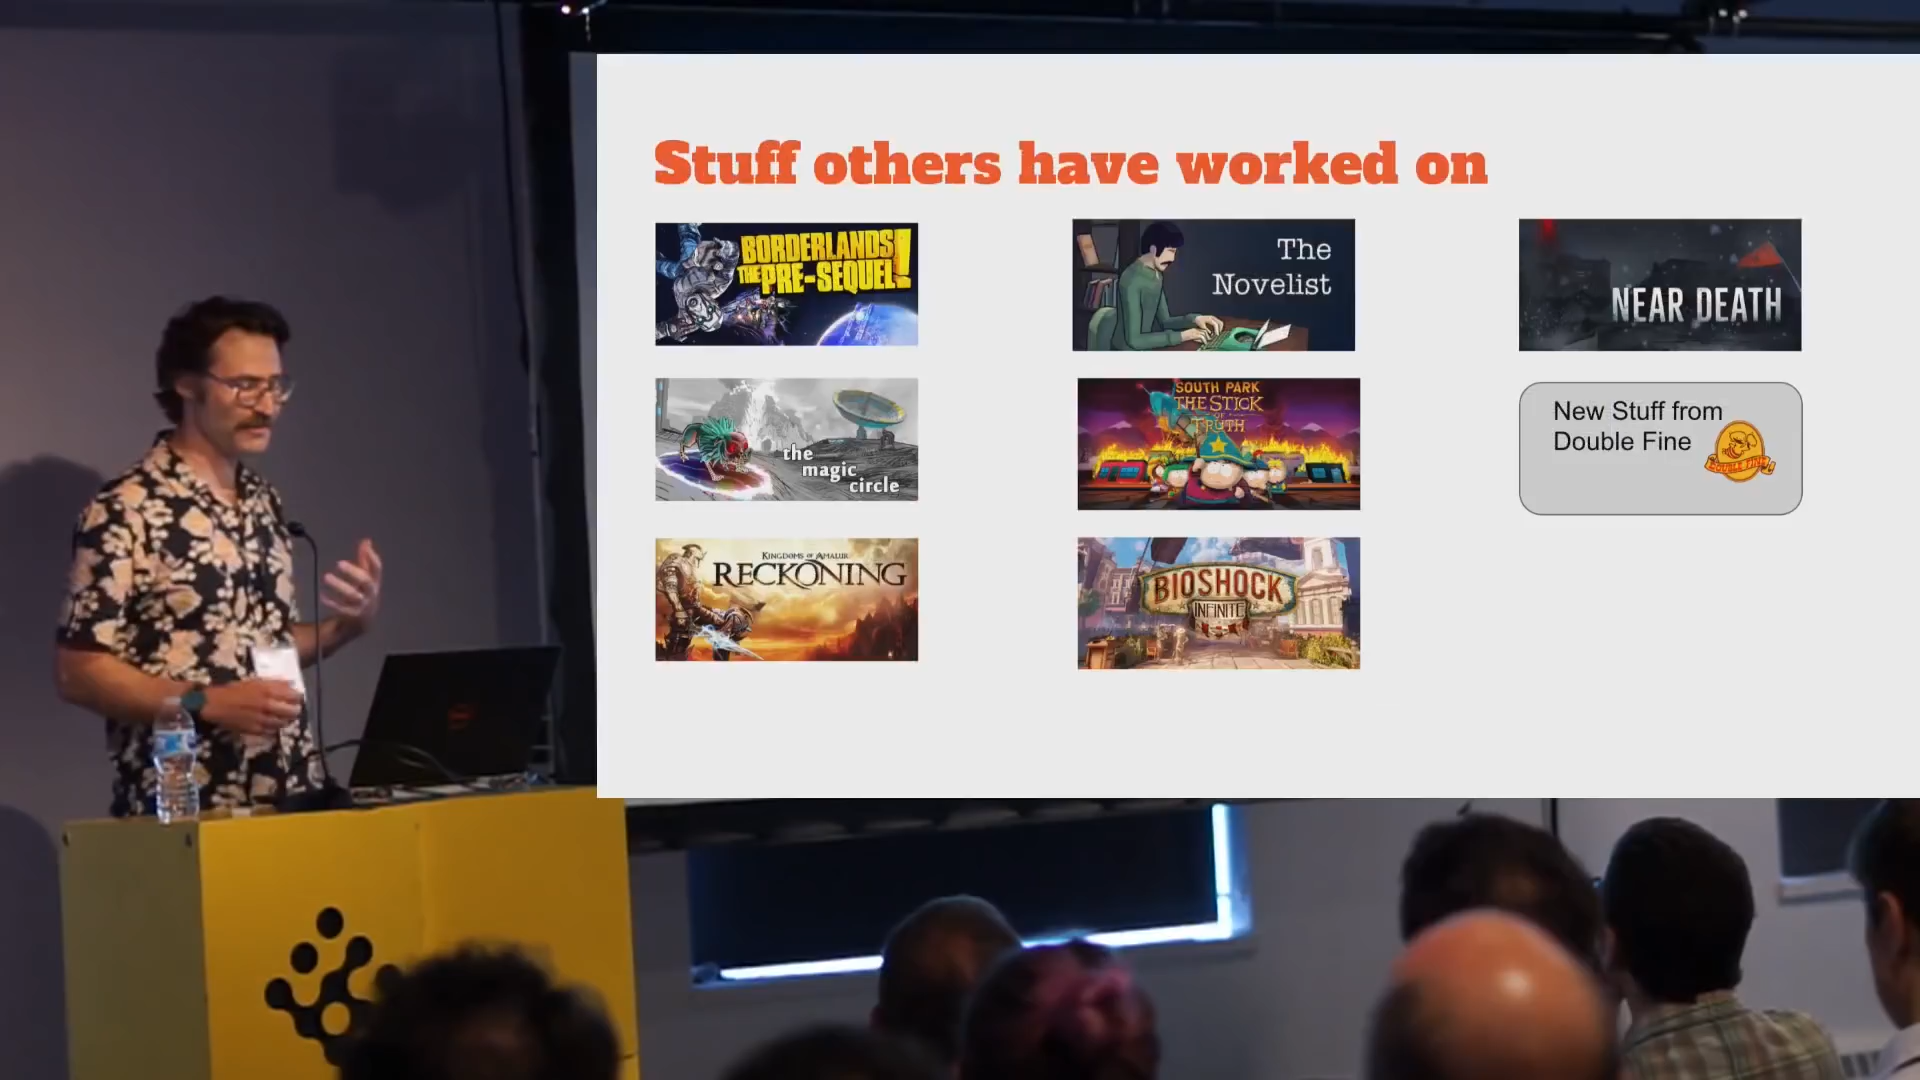 Stuff others have worked on
BORDERLANDS
THE PRE-SEQUEL!
The
Novelist
NEAR DEATH
the
magic
circle
SOUTH PARK
THE STICK
OF
TRUTH
New Stuff from
Double Fine
DOUBLE FINE
KINGDOMS OF AMALUR
RECKONING
BIOSHOCK
INFINITE